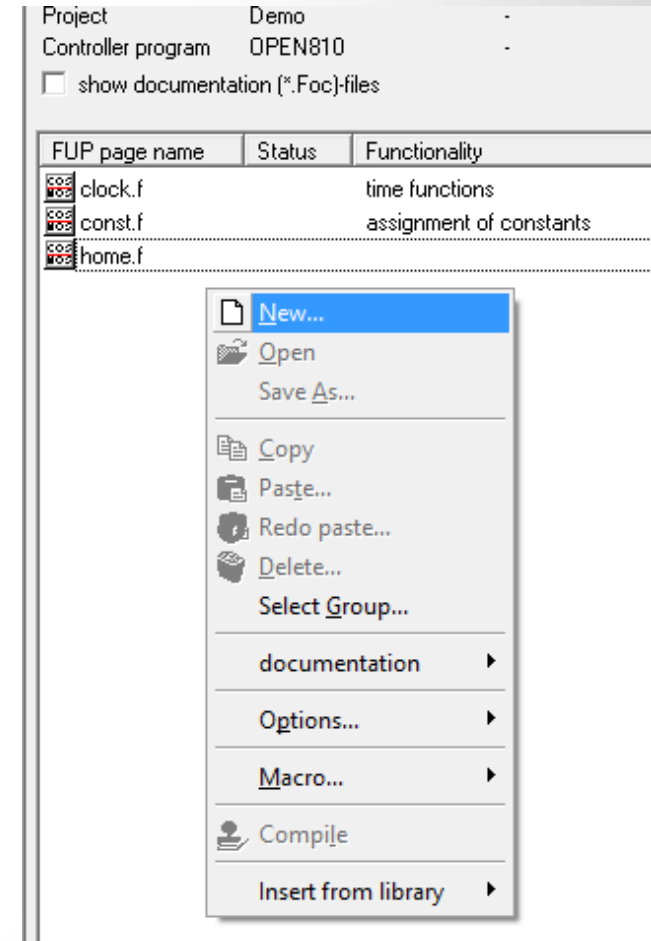 Project Demo -
Controller program OPEN810 -
show documentation (*.Foc)-files
FUP page name Status Functionality
clock.f time functions
const.f assignment of constants
home.f
New...
Open
Save As...
Copy
Paste...
Redo paste...
Delete...
Select Group...
documentation
Options...
Macro...
Compile
Insert from library